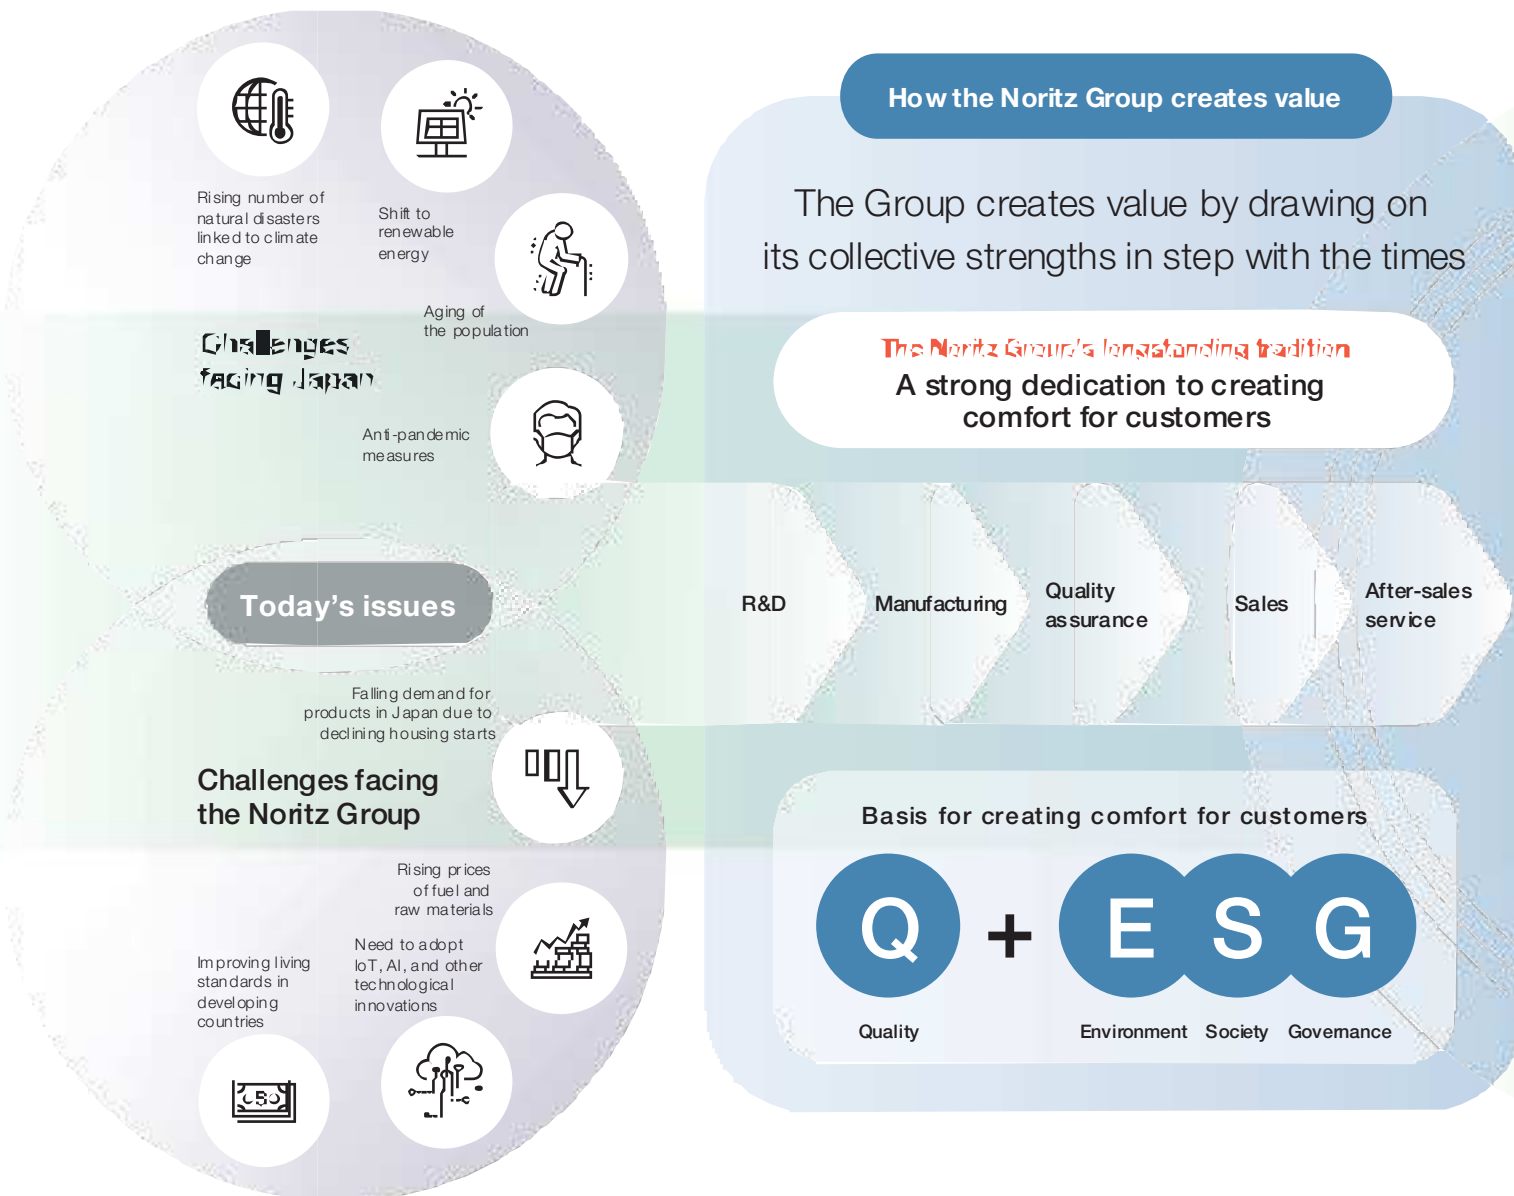 Rising number of
natural disasters
linked to climate
change
Shift to
renewable
energy
Aging of
the population
Challenges
facing Japan
Anti-pandemic
measures
Today's issues
Falling demand for
products in Japan due to
declining housing starts
Challenges facing
the Noritz Group
Rising prices
of fuel and
raw materials
Need to adopt
IoT, AI, and other
technological
innovations
Improving living
standards in
developing
countries
How the Noritz Group creates value
The Group creates value by drawing on
its collective strengths in step with the times
The Noritz Group's longstanding tradition
A strong dedication to creating
comfort for customers
R&D
Manufacturing
Quality
assurance
Sales
After-sales
service
Basis for creating comfort for customers
Q + E S G
Quality
Environment Society Governance